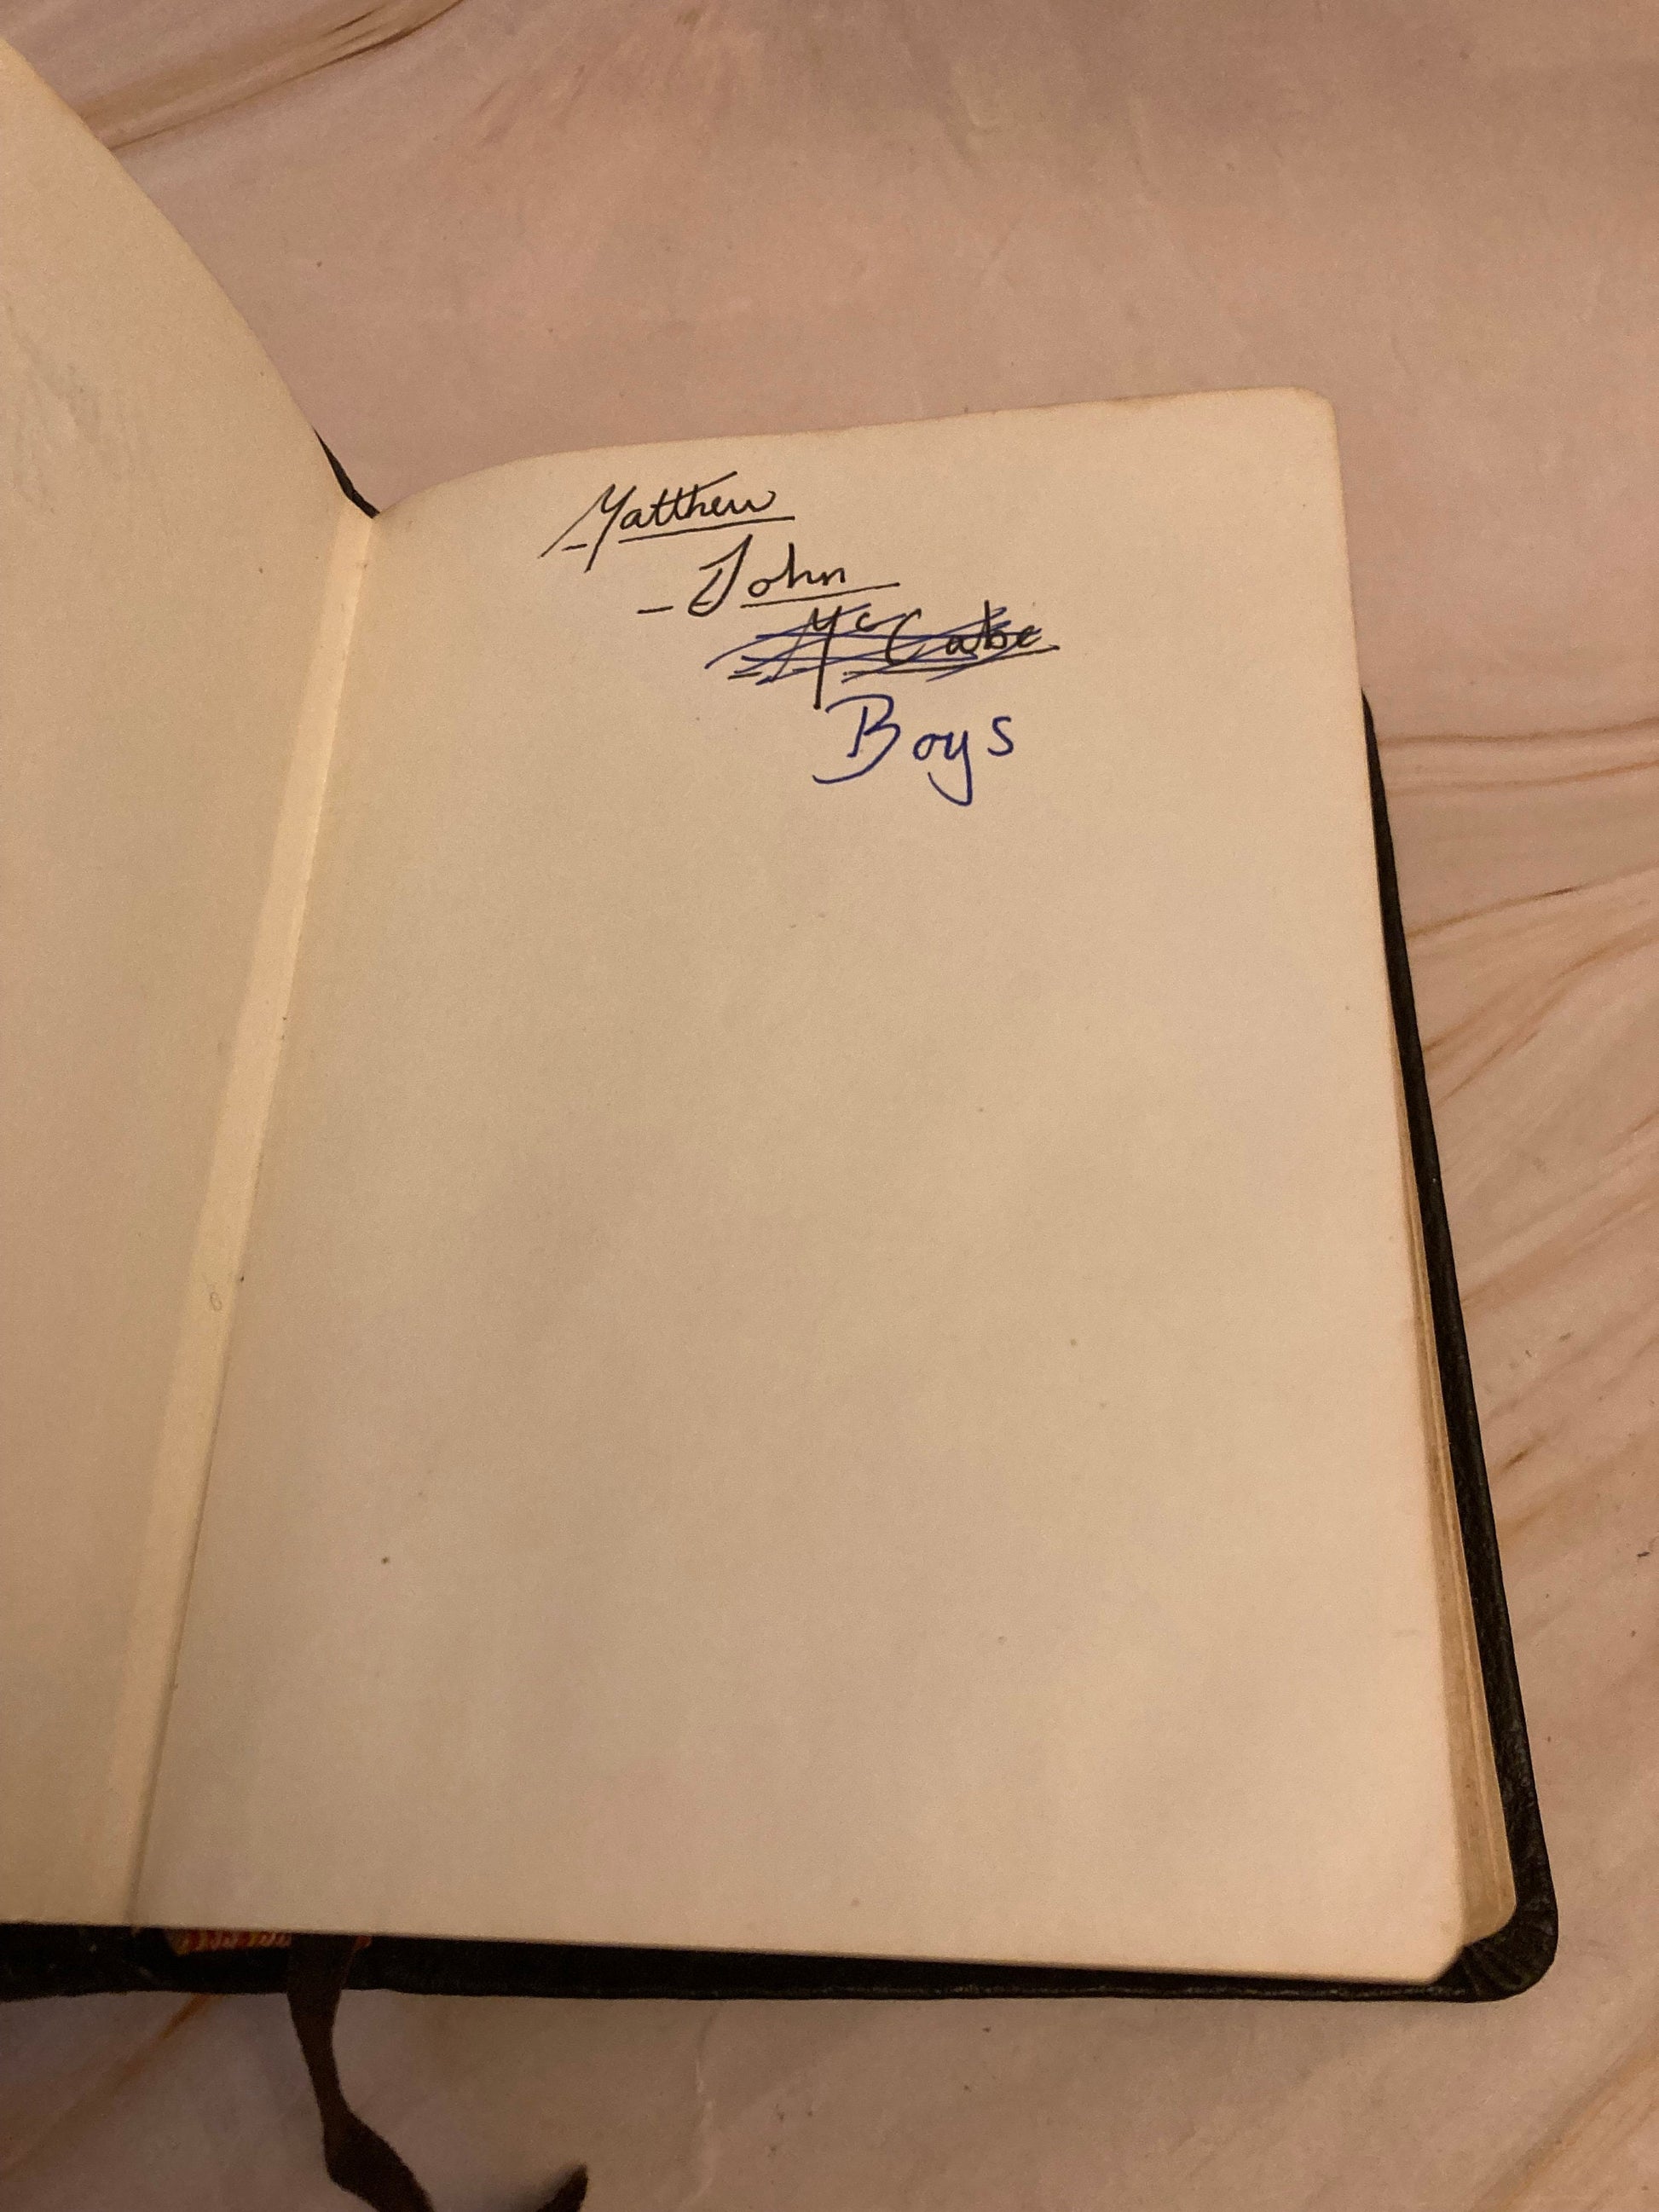 Matthew
John
McCabe
Boys